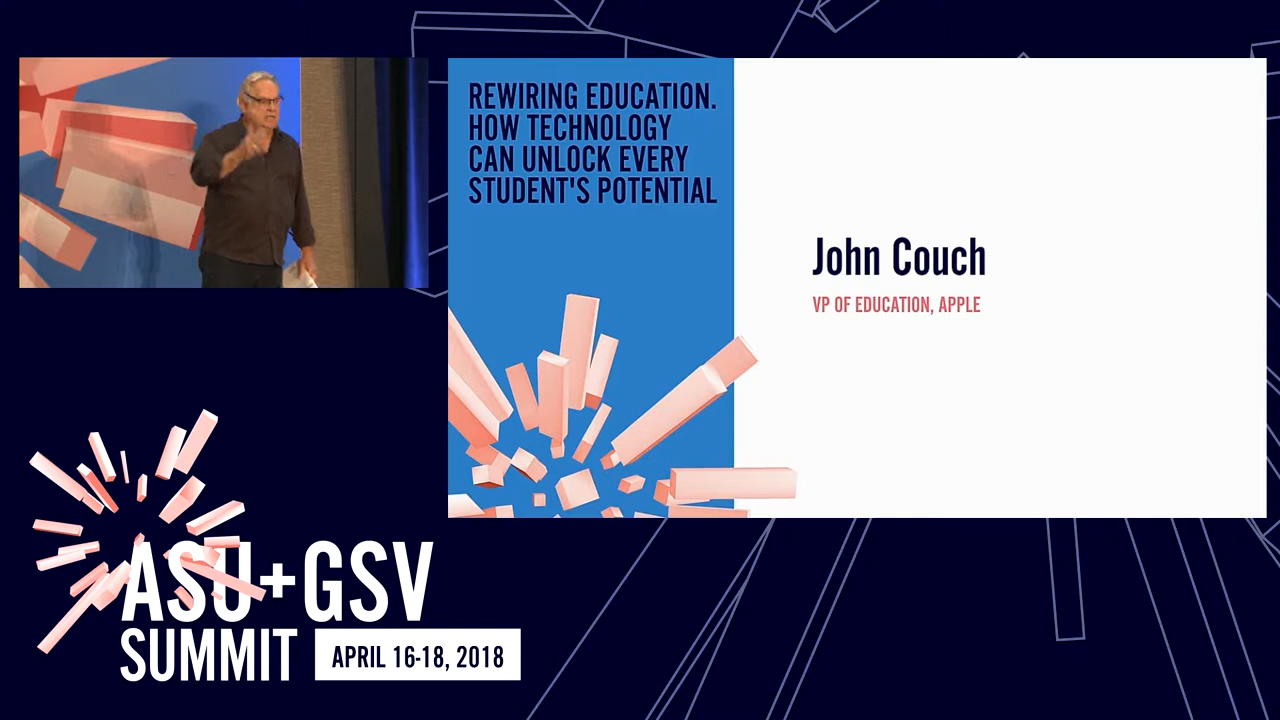 REWIRING EDUCATION.
HOW TECHNOLOGY
CAN UNLOCK EVERY
STUDENT'S POTENTIAL
John Couch
VP OF EDUCATION, APPLE
ASU+GSV
SUMMIT
APRIL 16-18, 2018